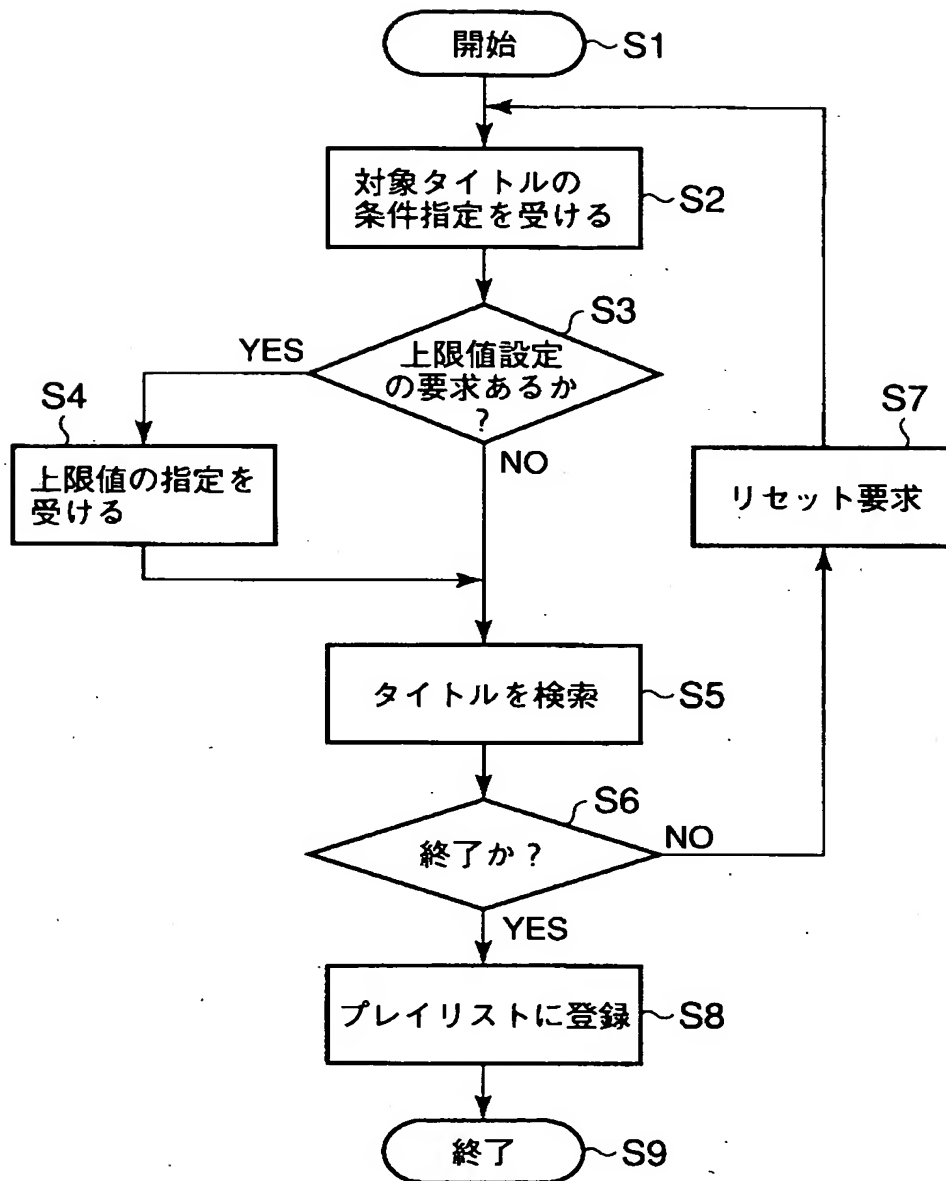 開始
S1
対象タイトルの
条件指定を受ける
S2
S3
上限値設定
の要求あるか
?
YES
NO
S4
上限値の指定を
受ける
S7
リセット要求
タイトルを検索
S5
S6
終了か?
NO
YES
プレイリストに登録
S8
終了
S9